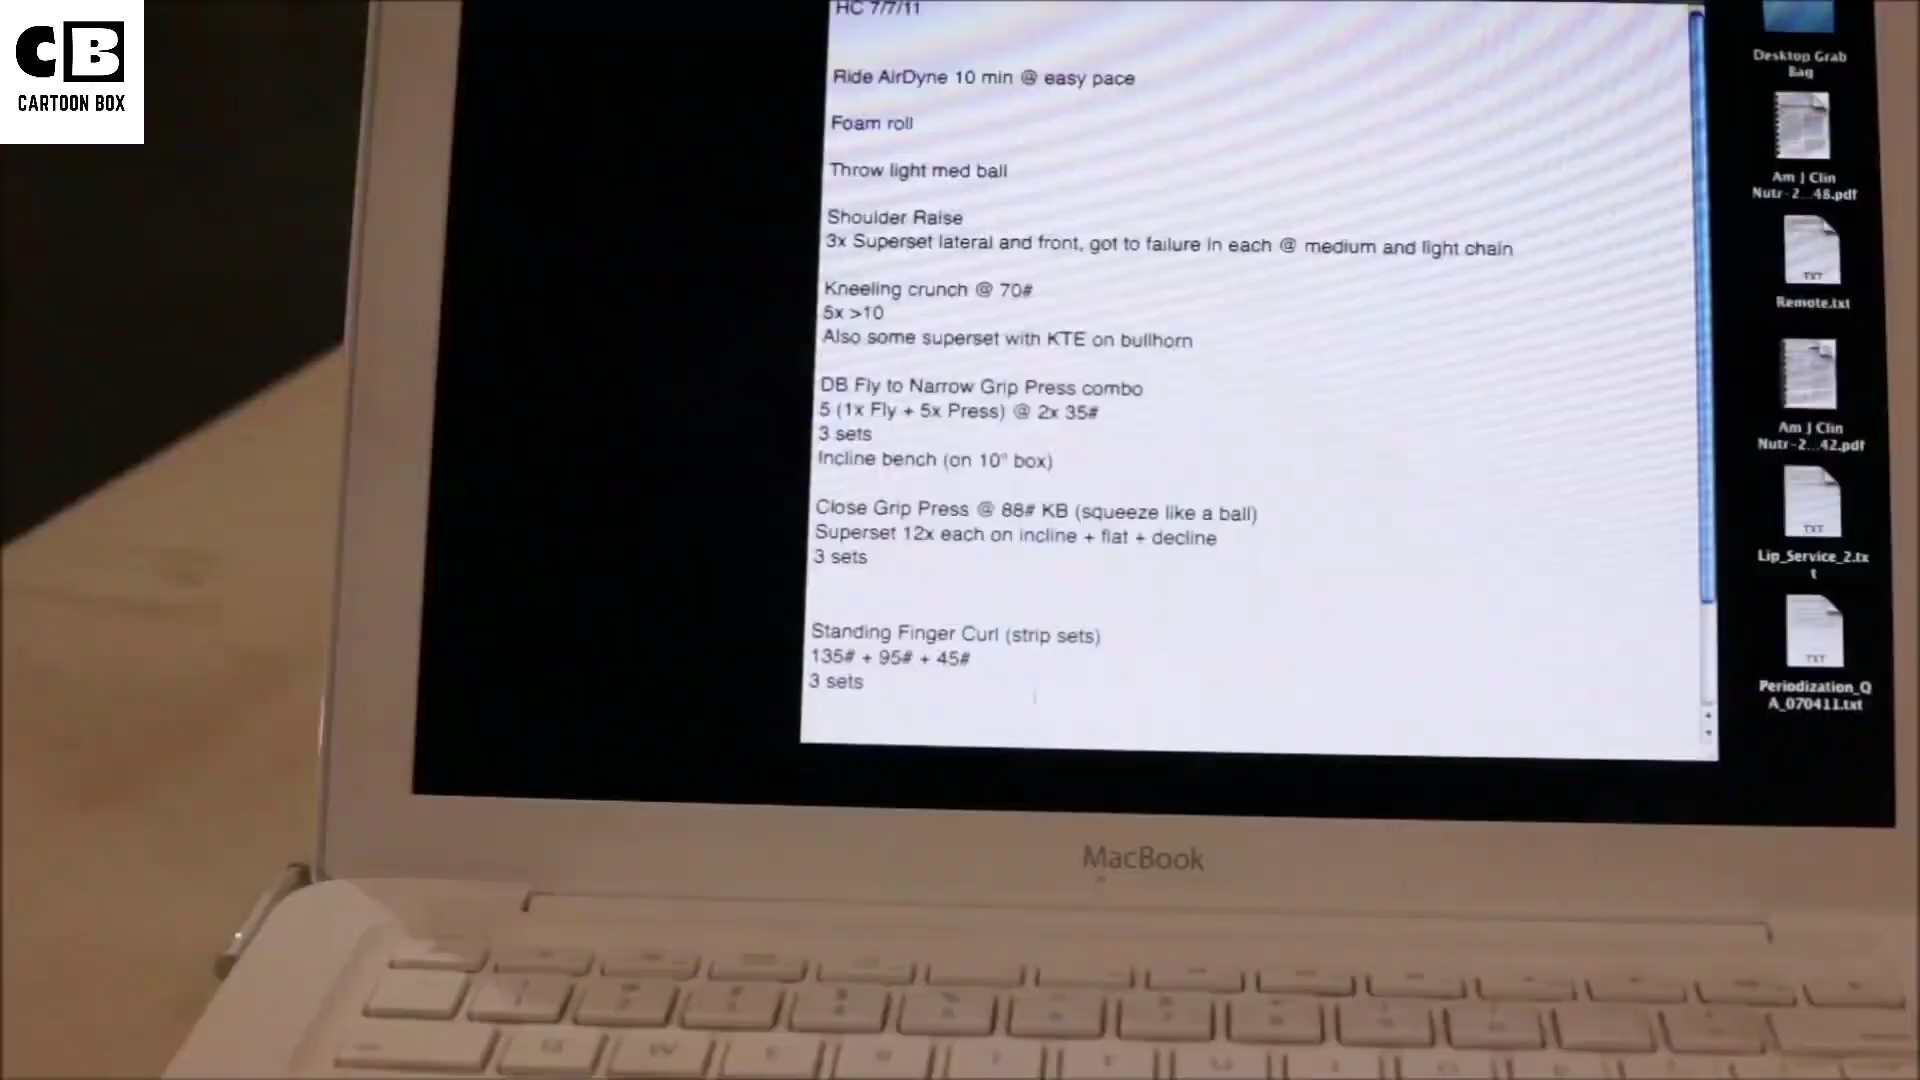 CB
CARTOON BOX
HC 7/7/11
Ride AirDyne 10 min @ easy pace
Foam roll
Throw light med ball
Shoulder Raise
3x Superset lateral and front, got to failure in each @ medium and light chain
Kneeling crunch @ 70#
5x >10
Also some superset with KTE on bullhorn
DB Fly to Narrow Grip Press combo
5 (1x Fly + 5x Press) @ 2x 35#
3 sets
Incline bench (on 10" box)
Close Grip Press @ 88# KB (squeeze like a ball)
Superset 12x each on incline + flat + decline
3 sets
Standing Finger Curl (strip sets)
135# + 95# + 45#
3 sets
Desktop Grab
Bag
Am J Clin
Nutr-2...48.pdf
TXT
Remote.txt
Am J Clin
Nutr-2...42.pdf
TXT
Lip_Service_2.tx
t
TXT
Periodization_Q
A_070411.txt
MacBook